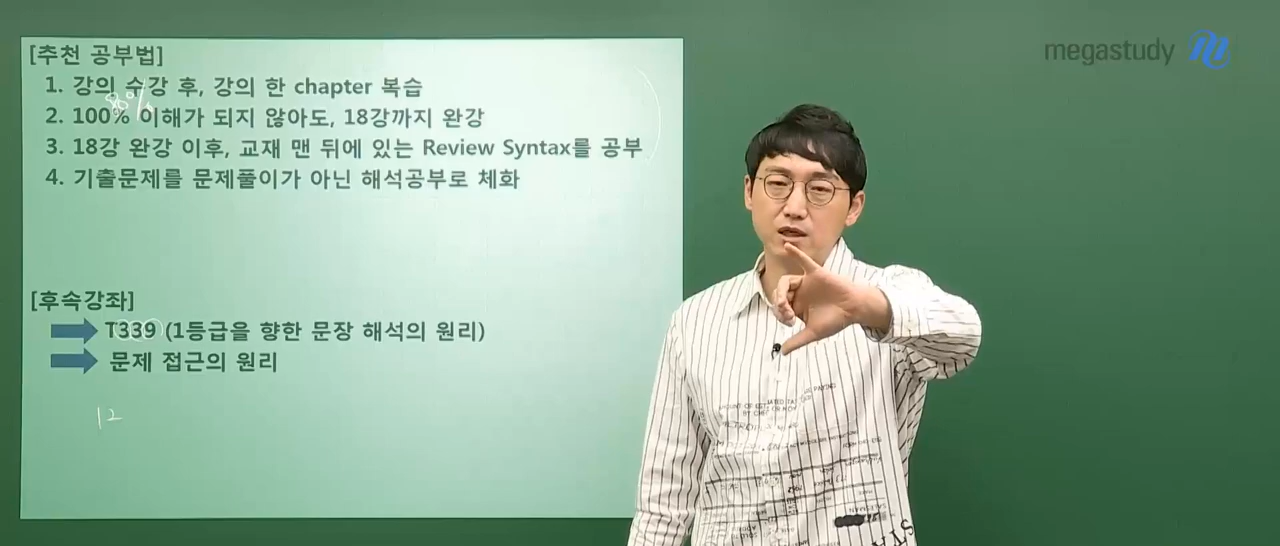 [추천 공부법]
1. 강의 수강 후, 강의 한 chapter 복습
80%
2. 100% 이해가 되지 않아도, 18강까지 완강
3. 18강 완강 이후, 교재 맨 뒤에 있는 Review Syntax를 공부
4. 기출문제를 문제풀이가 아닌 해석공부로 체화
[후속강좌]
T339 (1등급을 향한 문장 해석의 원리)
문제 접근의 원리
12
megastudy